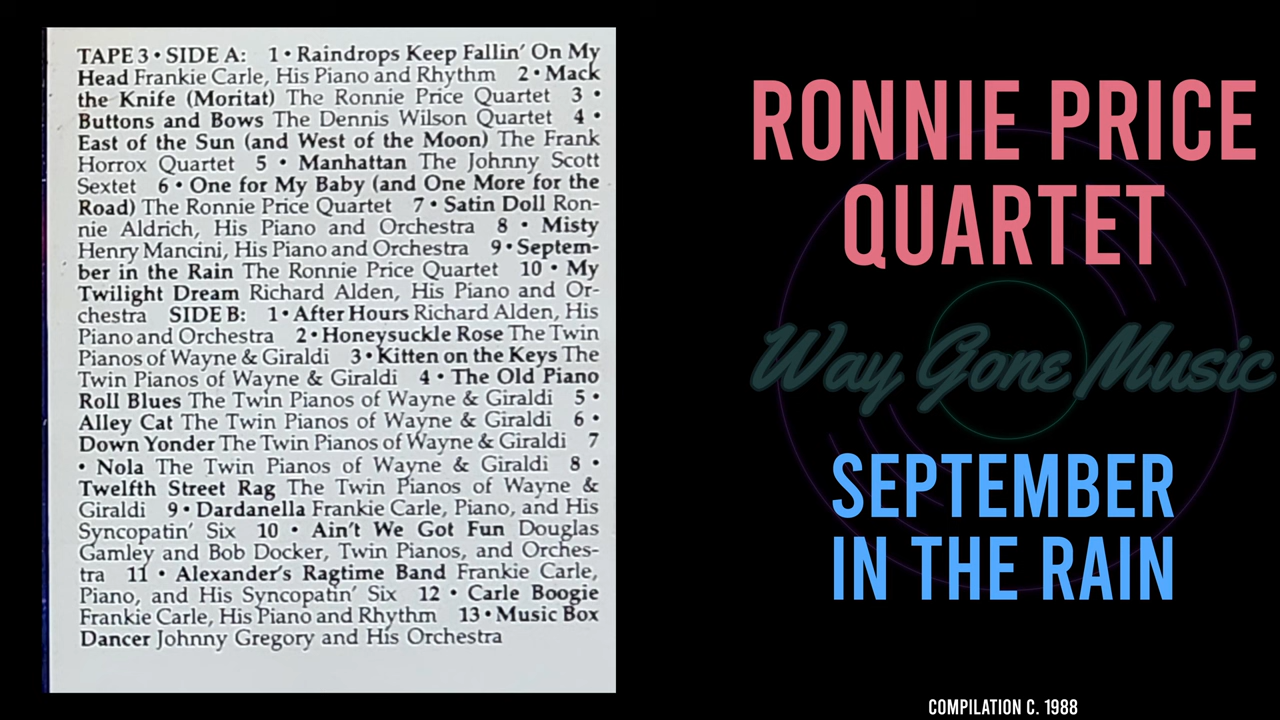 TAPE 3 • SIDE A: 1 • Raindrops Keep Fallin' On My
Head Frankie Carle, His Piano and Rhythm 2 • Mack
the Knife (Moritat) The Ronnie Price Quartet 3 •
Buttons and Bows The Dennis Wilson Quartet 4 •
East of the Sun (and West of the Moon) The Frank
Horrox Quartet 5 • Manhattan The Johnny Scott
Sextet 6 • One for My Baby (and One More for the
Road) The Ronnie Price Quartet 7 • Satin Doll Ron-
nie Aldrich, His Piano and Orchestra 8 • Misty
Henry Mancini, His Piano and Orchestra 9 • Septem-
ber in the Rain The Ronnie Price Quartet 10 • My
Twilight Dream Richard Alden, His Piano and Or-
chestra SIDE B: 1 • After Hours Richard Alden, His
Piano and Orchestra 2 • Honeysuckle Rose The Twin
Pianos of Wayne & Giraldi 3 • Kitten on the Keys The
Twin Pianos of Wayne & Giraldi 4 • The Old Piano
Roll Blues The Twin Pianos of Wayne & Giraldi 5 •
Alley Cat The Twin Pianos of Wayne & Giraldi 6 •
Down Yonder The Twin Pianos of Wayne & Giraldi 7
• Nola The Twin Pianos of Wayne & Giraldi 8 •
Twelfth Street Rag The Twin Pianos of Wayne &
Giraldi 9 • Dardanella Frankie Carle, Piano, and His
Syncopatin' Six 10 • Ain't We Got Fun Douglas
Gamley and Bob Docker, Twin Pianos, and Orches-
tra 11 • Alexander's Ragtime Band Frankie Carle,
Piano, and His Syncopatin' Six 12 • Carle Boogie
Frankie Carle, His Piano and Rhythm 13 • Music Box
Dancer Johnny Gregory and His Orchestra
RONNIE PRICE
QUARTET
Way Gone Music
SEPTEMBER
IN THE RAIN
COMPILATION C. 1988